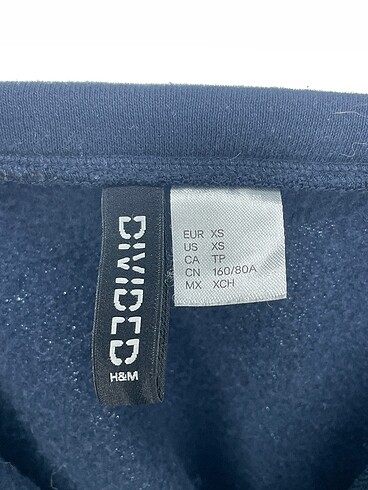 DIVIDED
H&M
EUR XS
US XS
CA TP
CN 160/80A
MX XCH